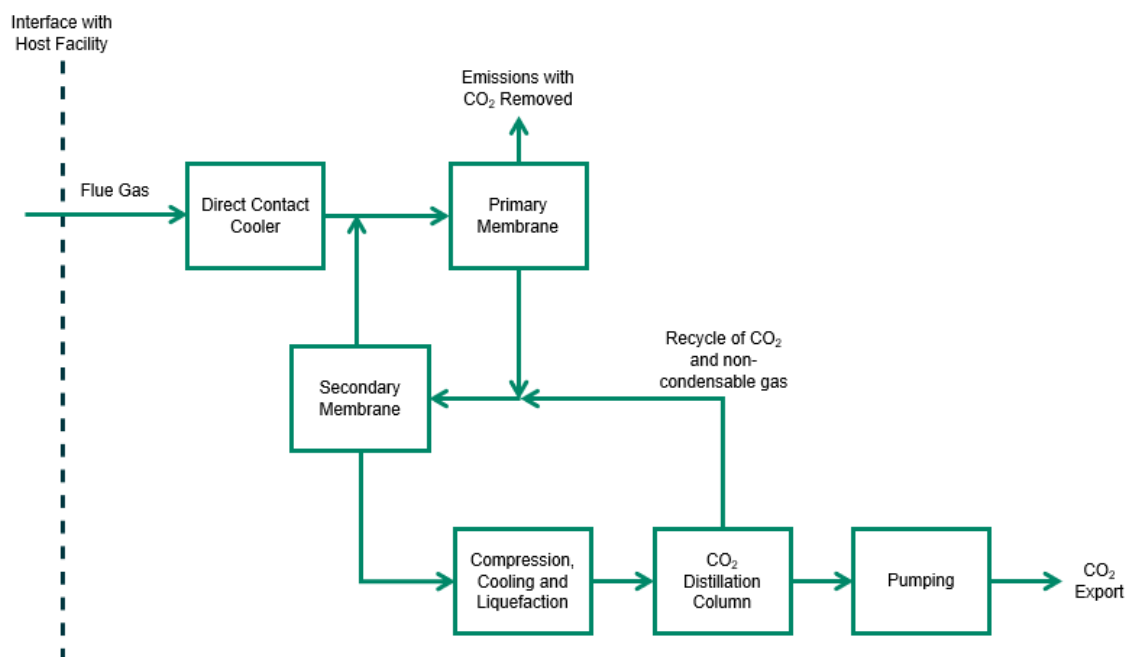 Interface with
Host Facility
Emissions with
CO₂ Removed
Flue Gas
Direct Contact
Cooler
Primary
Membrane
Recycle of CO₂
and non-
condensable gas
Secondary
Membrane
Compression,
Cooling and
Liquefaction
CO₂
Distillation
Column
Pumping
CO₂
Export